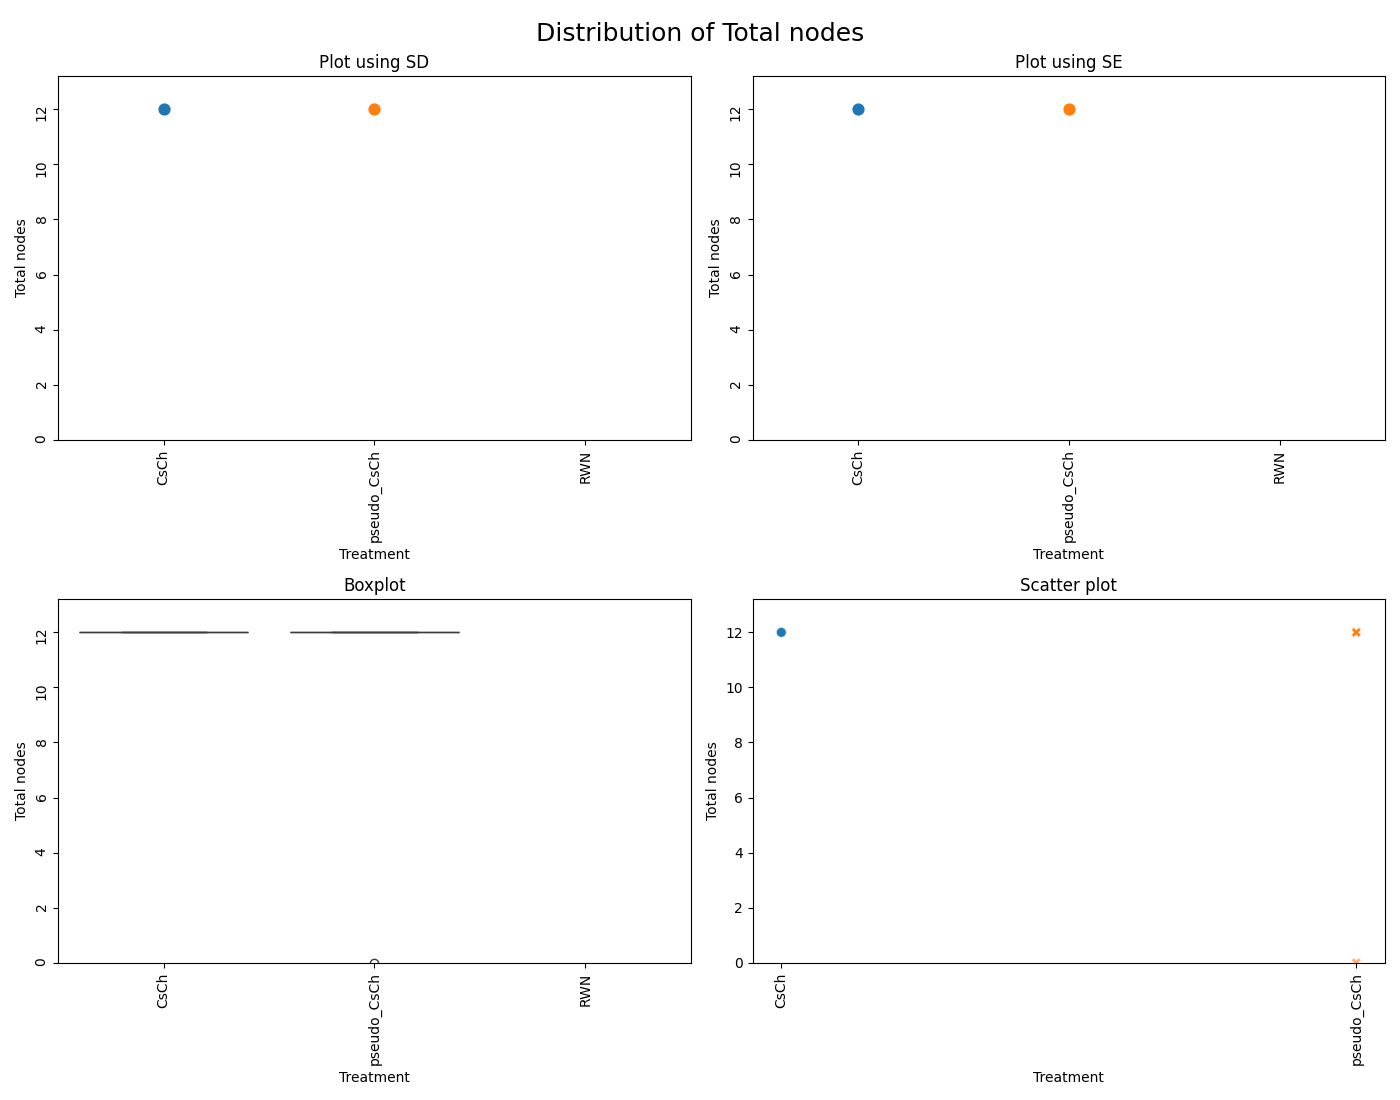 Distribution of Total nodes
Plot using SD
Total nodes
12
10
8
6
4
2
0
CsCh
pseudo_CsCh
RWN
Treatment
Plot using SE
Total nodes
12
10
8
6
4
2
0
CsCh
pseudo_CsCh
RWN
Treatment
Boxplot
Total nodes
12
10
8
6
4
2
0
CsCh
pseudo_CsCh
RWN
Treatment
Scatter plot
Total nodes
12
10
8
6
4
2
0
CsCh
pseudo_CsCh
Treatment